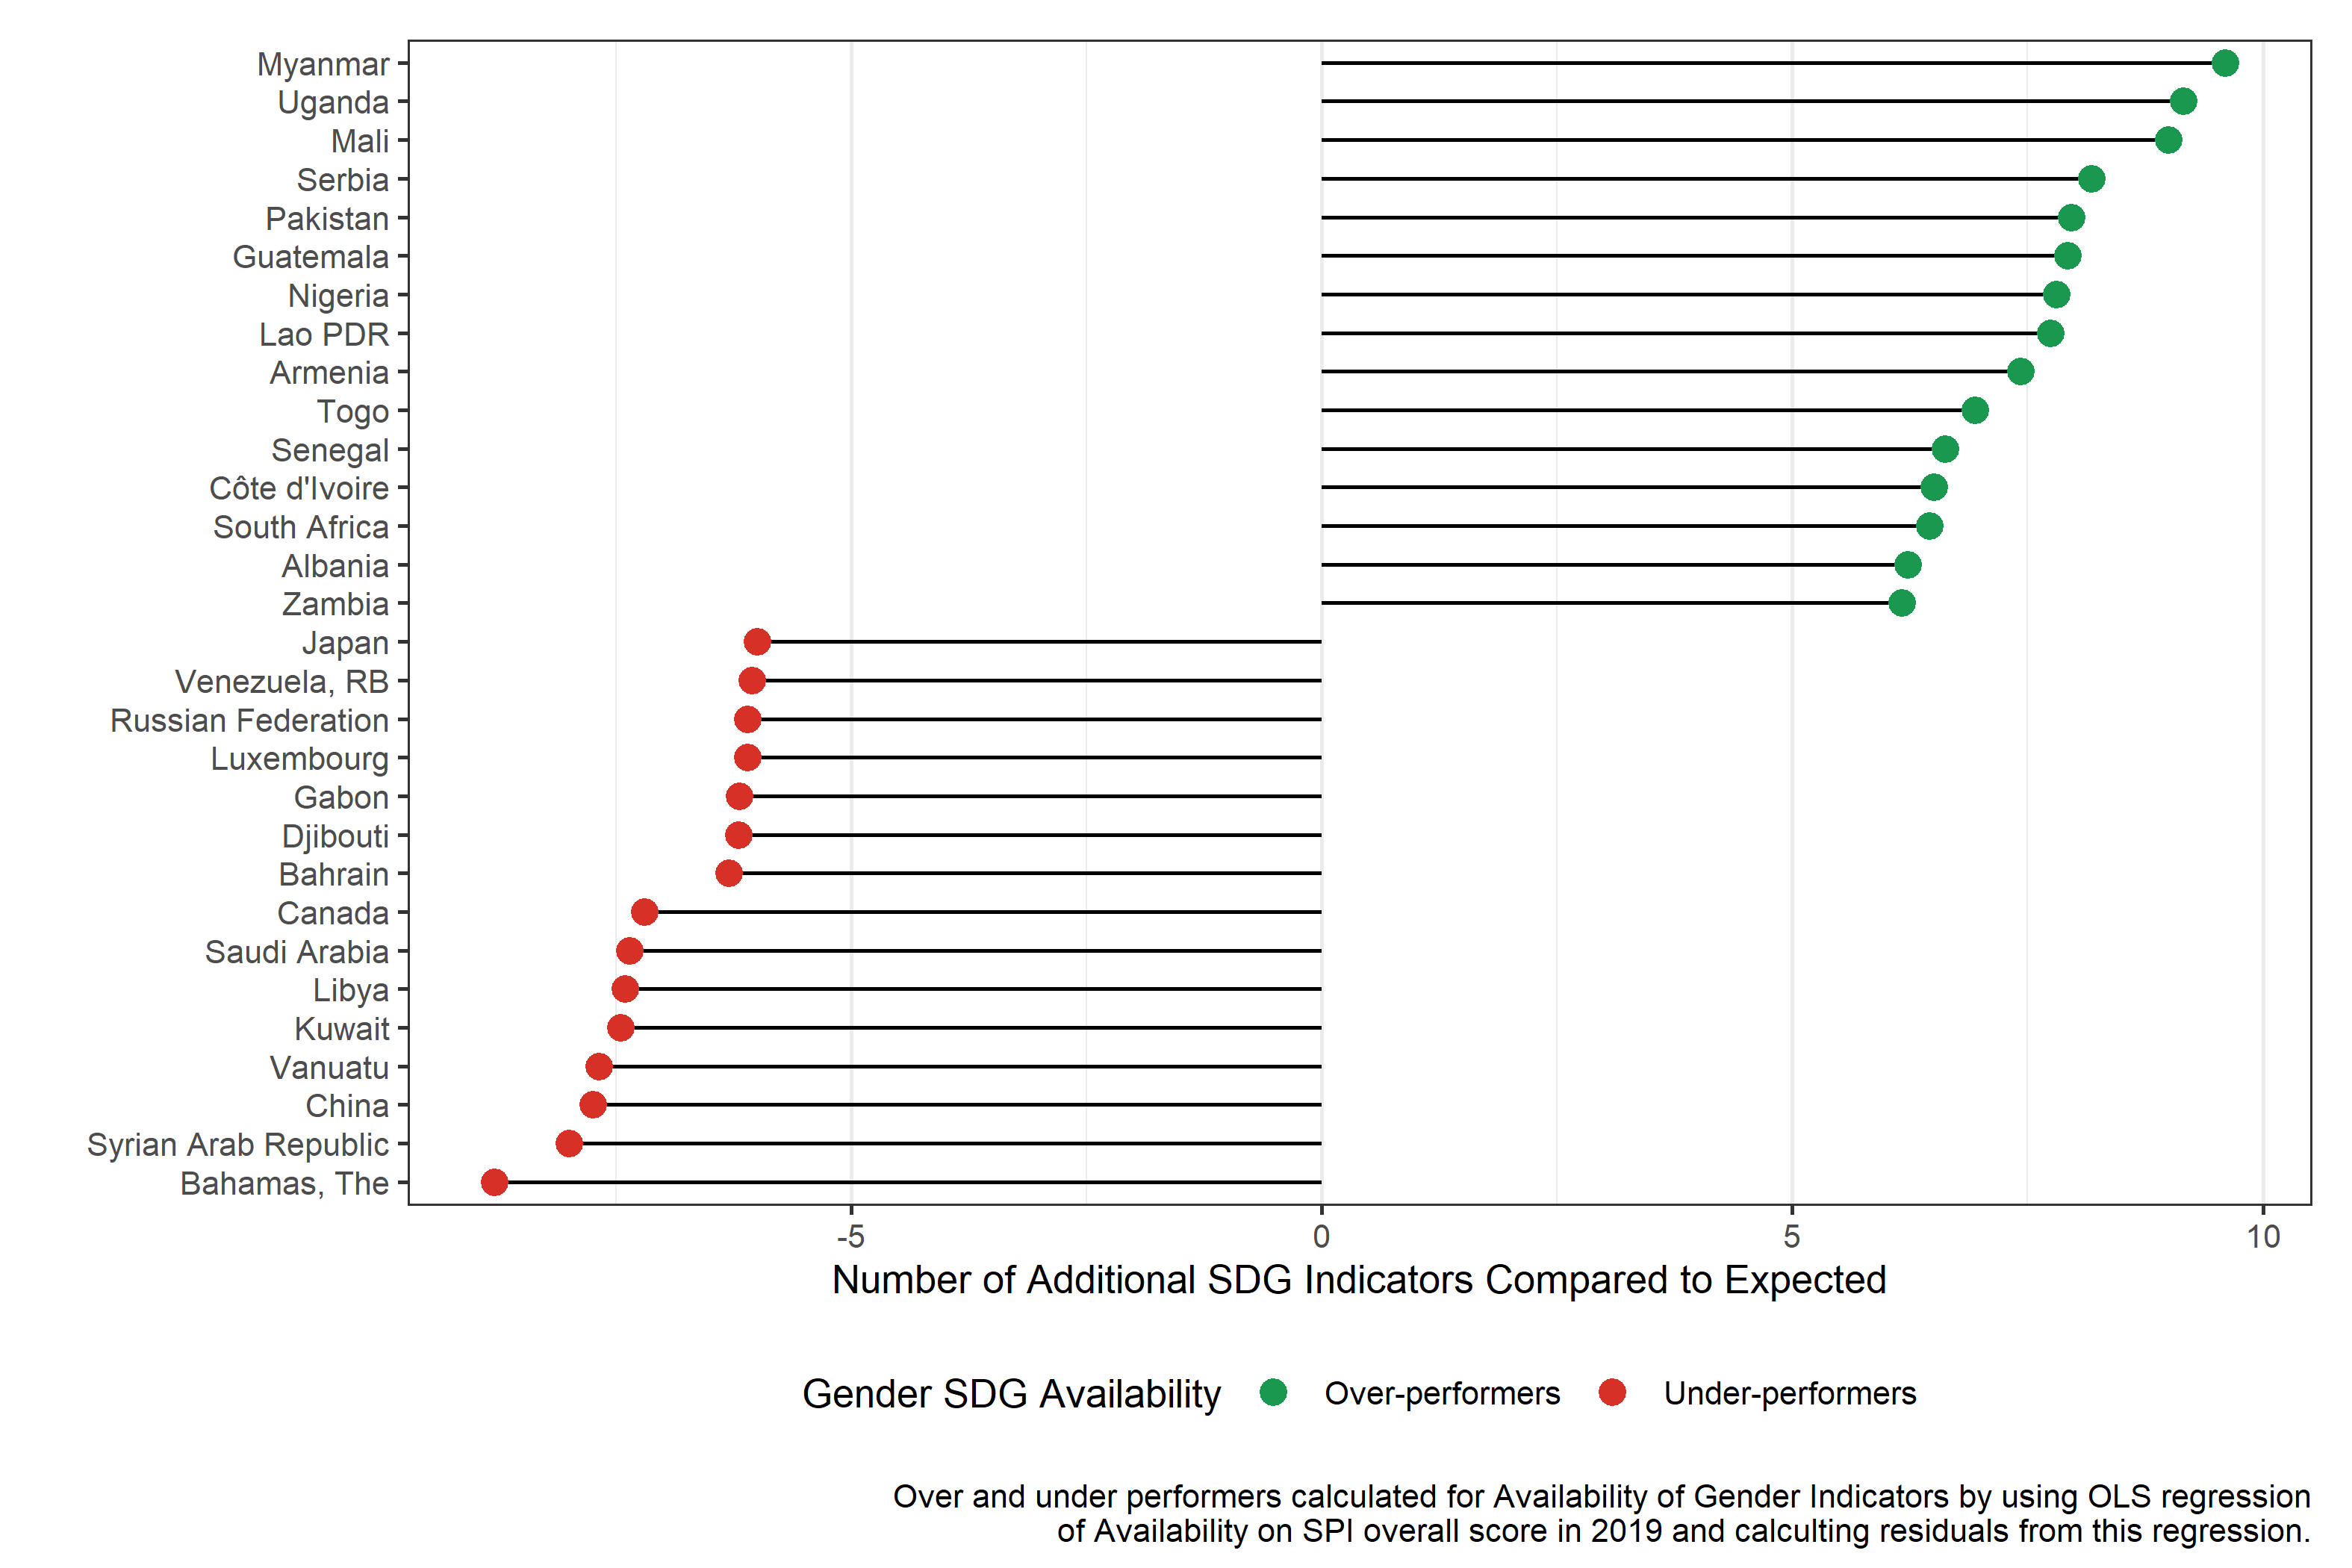 Myanmar
Uganda
Mali
Serbia
Pakistan
Guatemala
Nigeria
Lao PDR
Armenia
Togo
Senegal
Côte d'Ivoire
South Africa
Albania
Zambia
Japan
Venezuela, RB
Russian Federation
Luxembourg
Gabon
Djibouti
Bahrain
Canada
Saudi Arabia
Libya
Kuwait
Vanuatu
China
Syrian Arab Republic
Bahamas, The
-5 0 5 10
Number of Additional SDG Indicators Compared to Expected
Gender SDG Availability Over-performers Under-performers
Over and under performers calculated for Availability of Gender Indicators by using OLS regression
of Availability on SPI overall score in 2019 and calculting residuals from this regression.